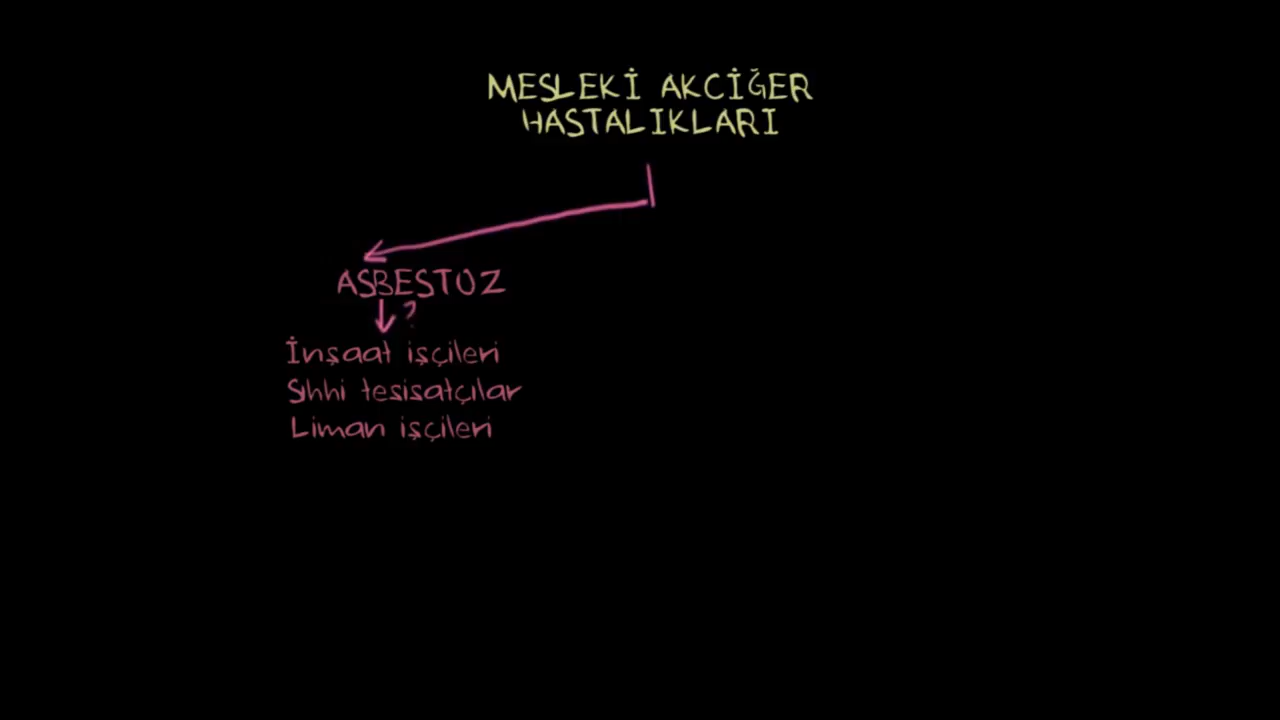 MESLEKİ AKCİĞER
HASTALIKLARI
ASBESTOZ
?
İnşaat işçileri
Sıhhi tesisatçılar
Liman işçileri